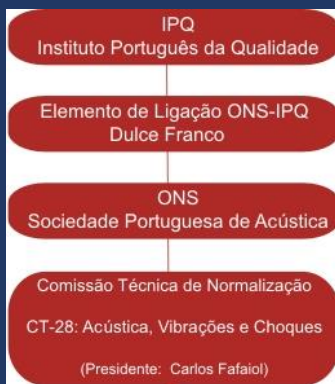 IPQ
Instituto Português da Qualidade
Elemento de Ligação ONS-IPQ
Dulce Franco
ONS
Sociedade Portuguesa de Acústica
Comissão Técnica de Normalização
CT-28: Acústica, Vibrações e Choques
(Presidente: Carlos Fafaiol)